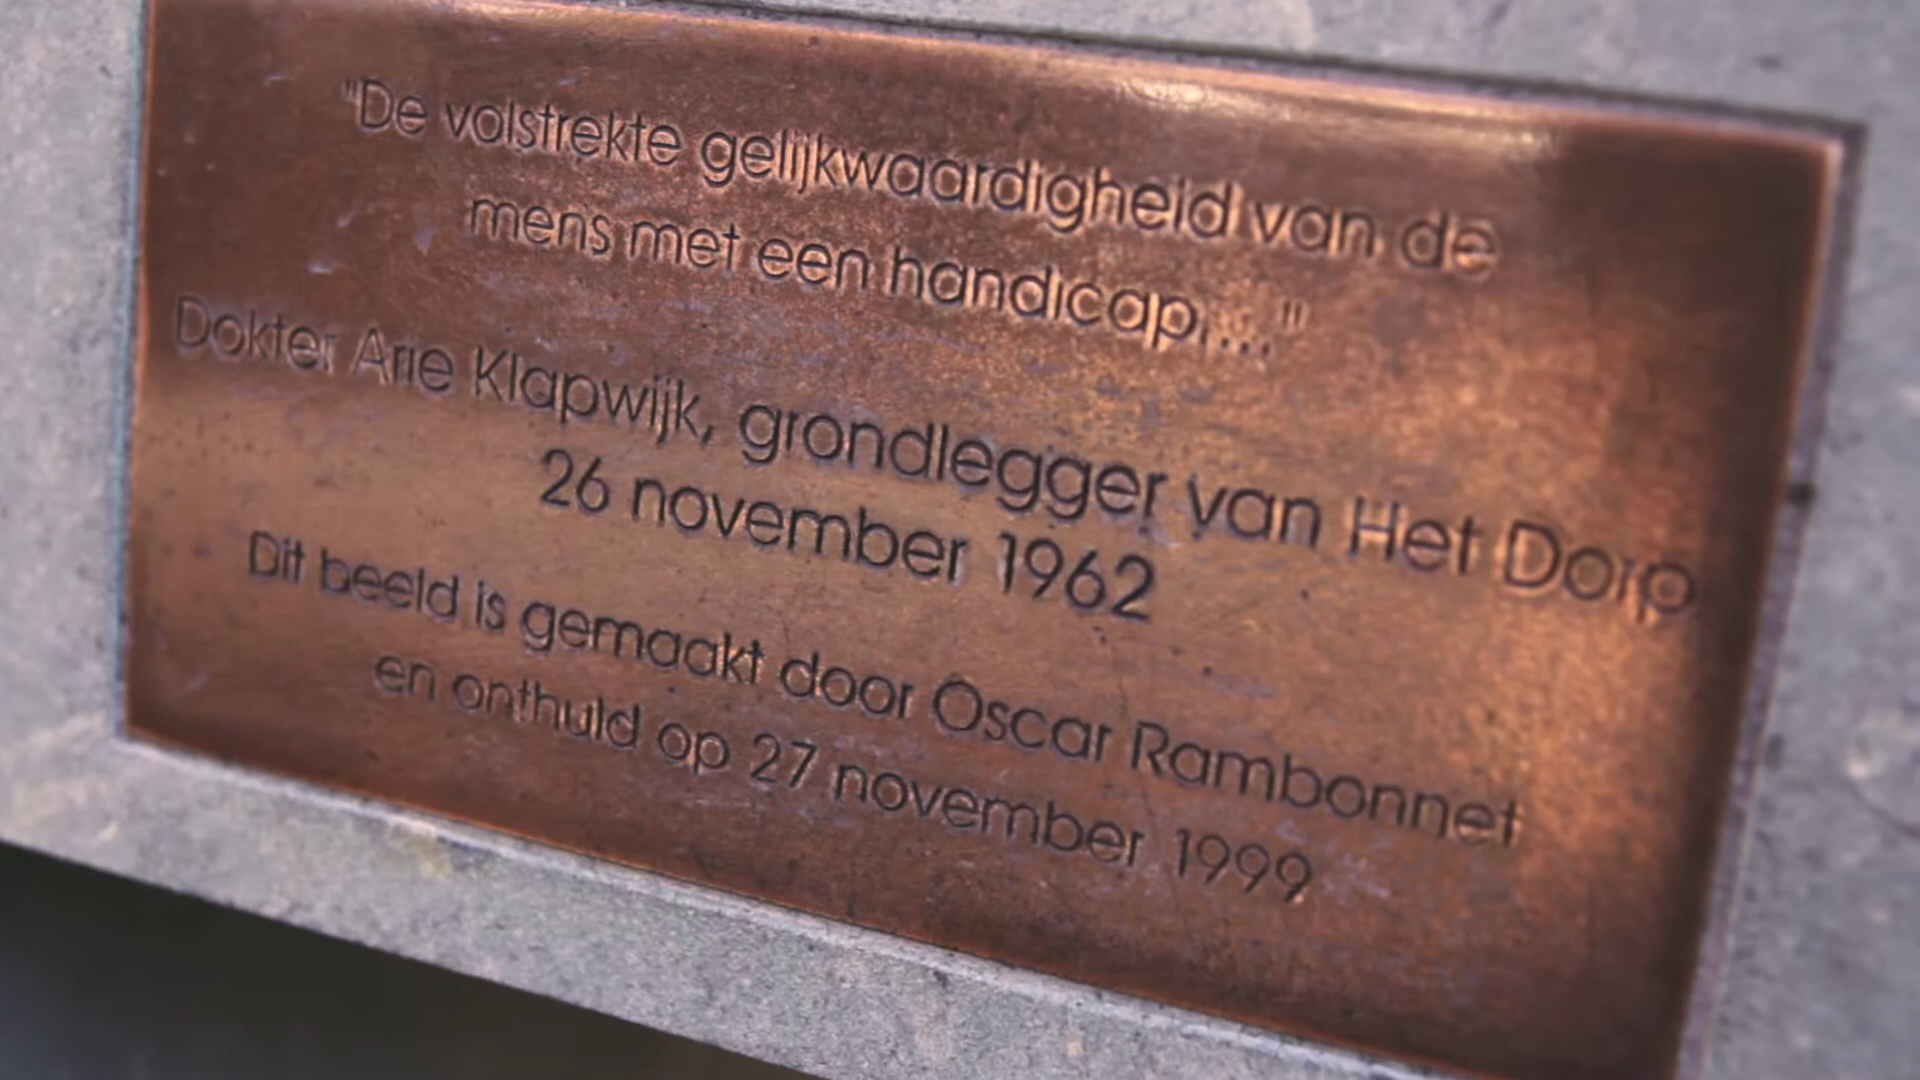 "De volstrekte gelijkwaardigheid van de
mens met een handicap,..."
Dokter Arie Klapwijk, grondlegger van Het Dorp
26 november 1962
Dit beeld is gemaakt door Oscar Rambonnet
en onthuld op 27 november 1999